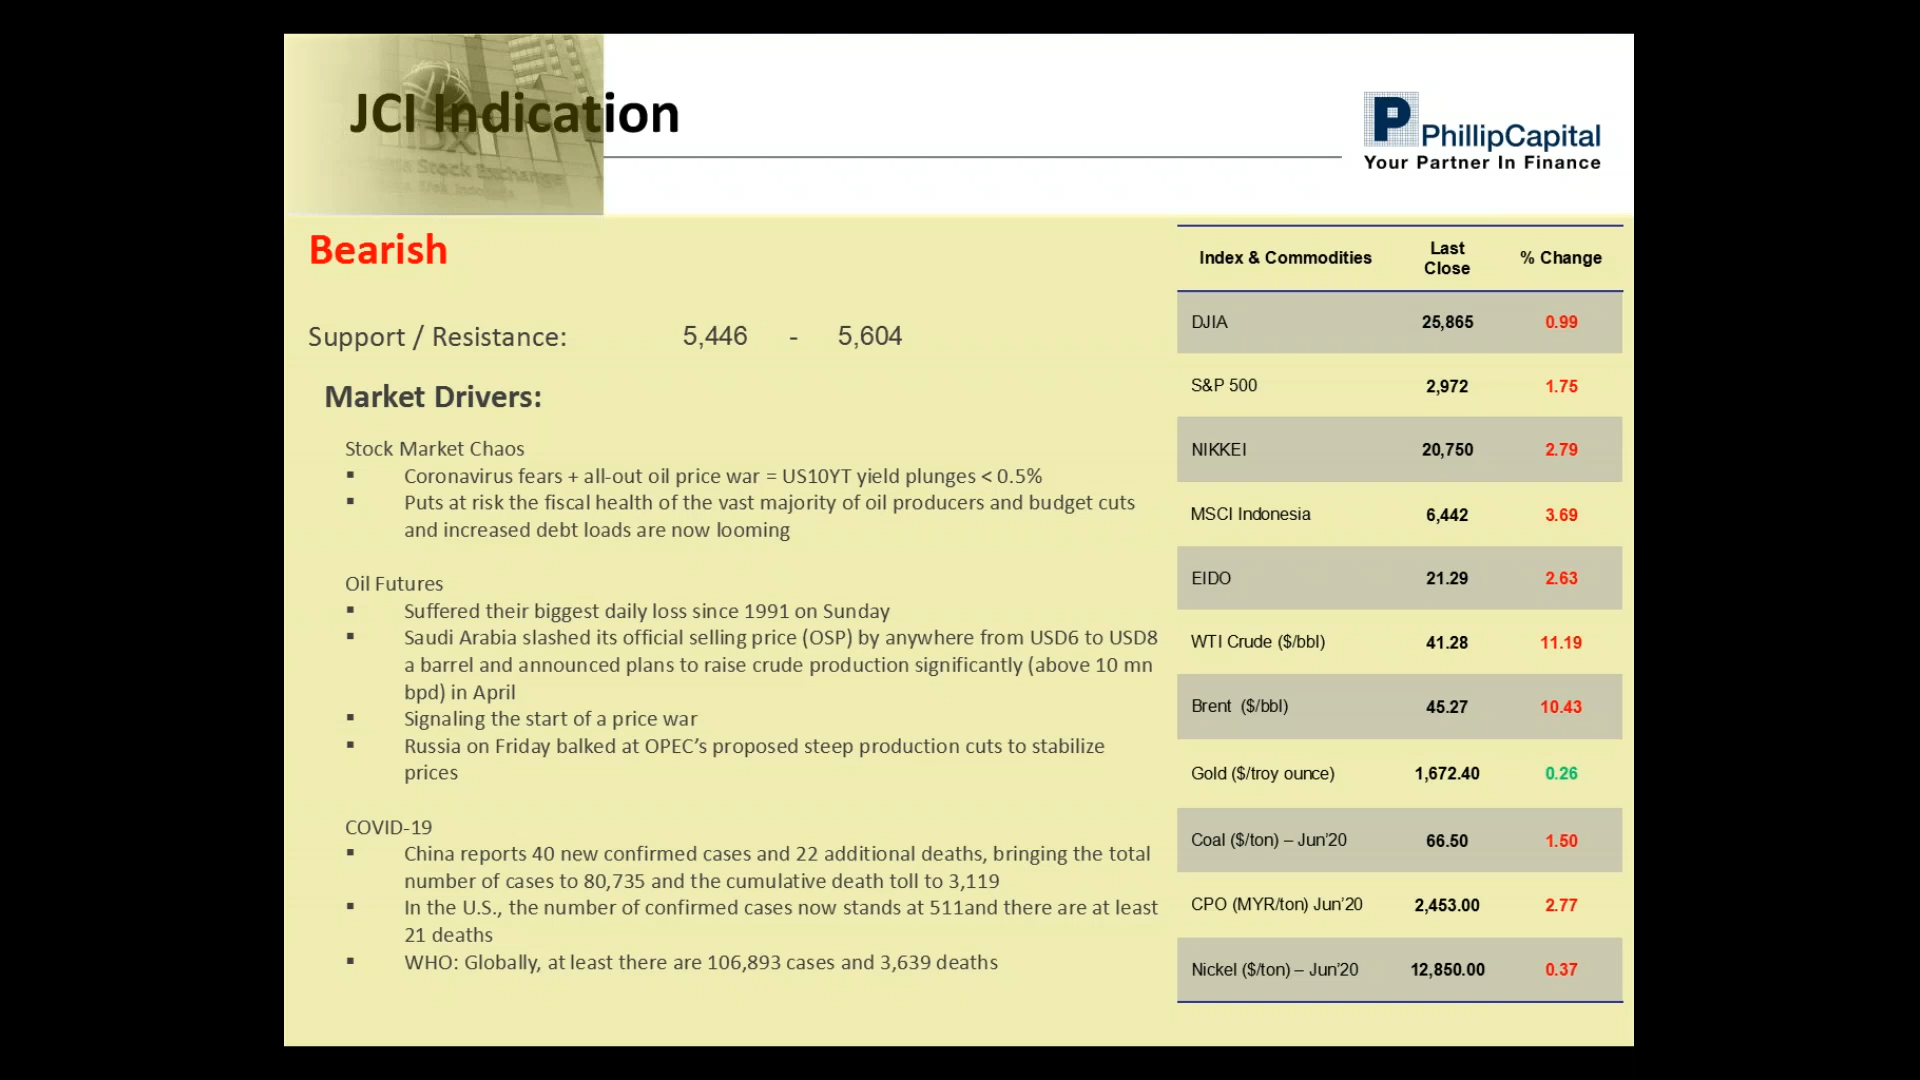 JCI Indication
PhillipCapital
Your Partner In Finance
Bearish
Support / Resistance: 5,446 - 5,604
Market Drivers:
Stock Market Chaos
▪ Coronavirus fears + all-out oil price war = US10YT yield plunges < 0.5%
▪ Puts at risk the fiscal health of the vast majority of oil producers and budget cuts
and increased debt loads are now looming
Oil Futures
▪ Suffered their biggest daily loss since 1991 on Sunday
▪ Saudi Arabia slashed its official selling price (OSP) by anywhere from USD6 to USD8
a barrel and announced plans to raise crude production significantly (above 10 mn
bpd) in April
▪ Signaling the start of a price war
▪ Russia on Friday balked at OPEC’s proposed steep production cuts to stabilize
prices
COVID-19
▪ China reports 40 new confirmed cases and 22 additional deaths, bringing the total
number of cases to 80,735 and the cumulative death toll to 3,119
▪ In the U.S., the number of confirmed cases now stands at 511and there are at least
21 deaths
▪ WHO: Globally, at least there are 106,893 cases and 3,639 deaths
Index & Commodities Last Close % Change
DJIA 25,865 0.99
S&P 500 2,972 1.75
NIKKEI 20,750 2.79
MSCI Indonesia 6,442 3.69
EIDO 21.29 2.63
WTI Crude ($/bbl) 41.28 11.19
Brent ($/bbl) 45.27 10.43
Gold ($/troy ounce) 1,672.40 0.26
Coal ($/ton) – Jun’20 66.50 1.50
CPO (MYR/ton) Jun’20 2,453.00 2.77
Nickel ($/ton) – Jun’20 12,850.00 0.37